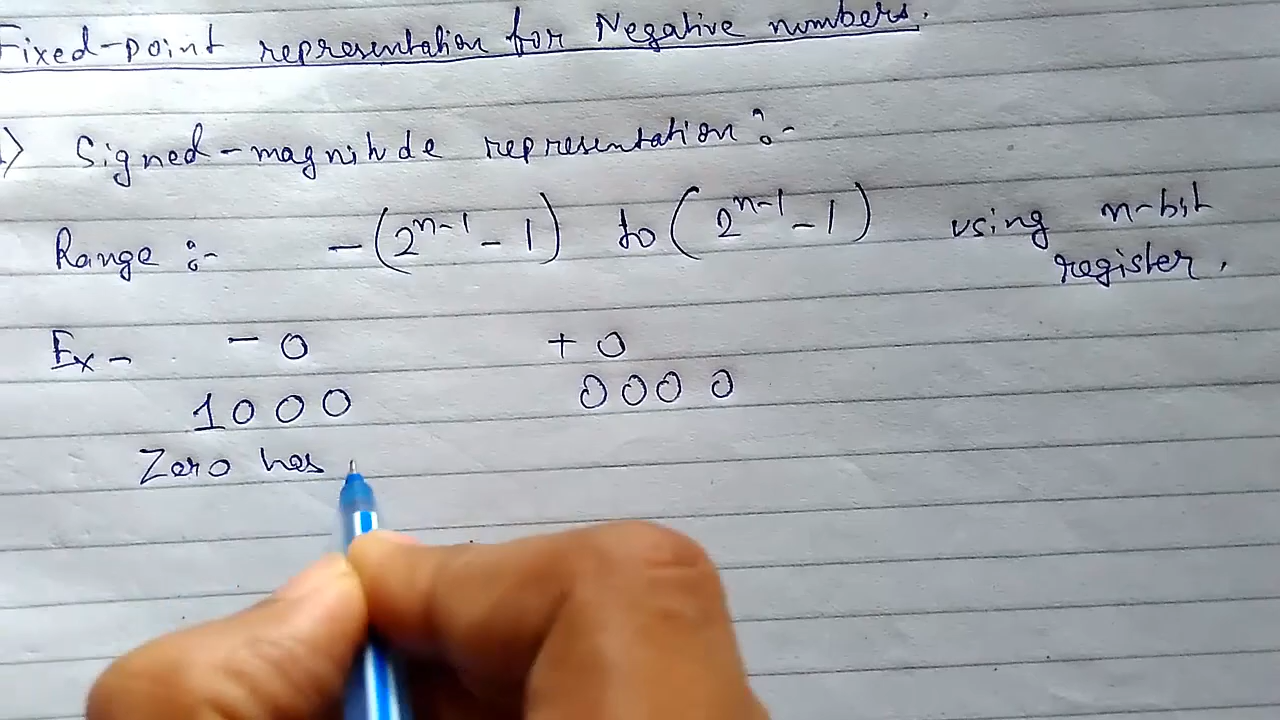 Fixed-point representation for Negative numbers.
) Signed-magnitude representation:-
Range :- -(2^{n-1} - 1) to (2^{n-1} - 1) using n-bit
register.
Ex - - 0 + 0
1000 0000
Zero has